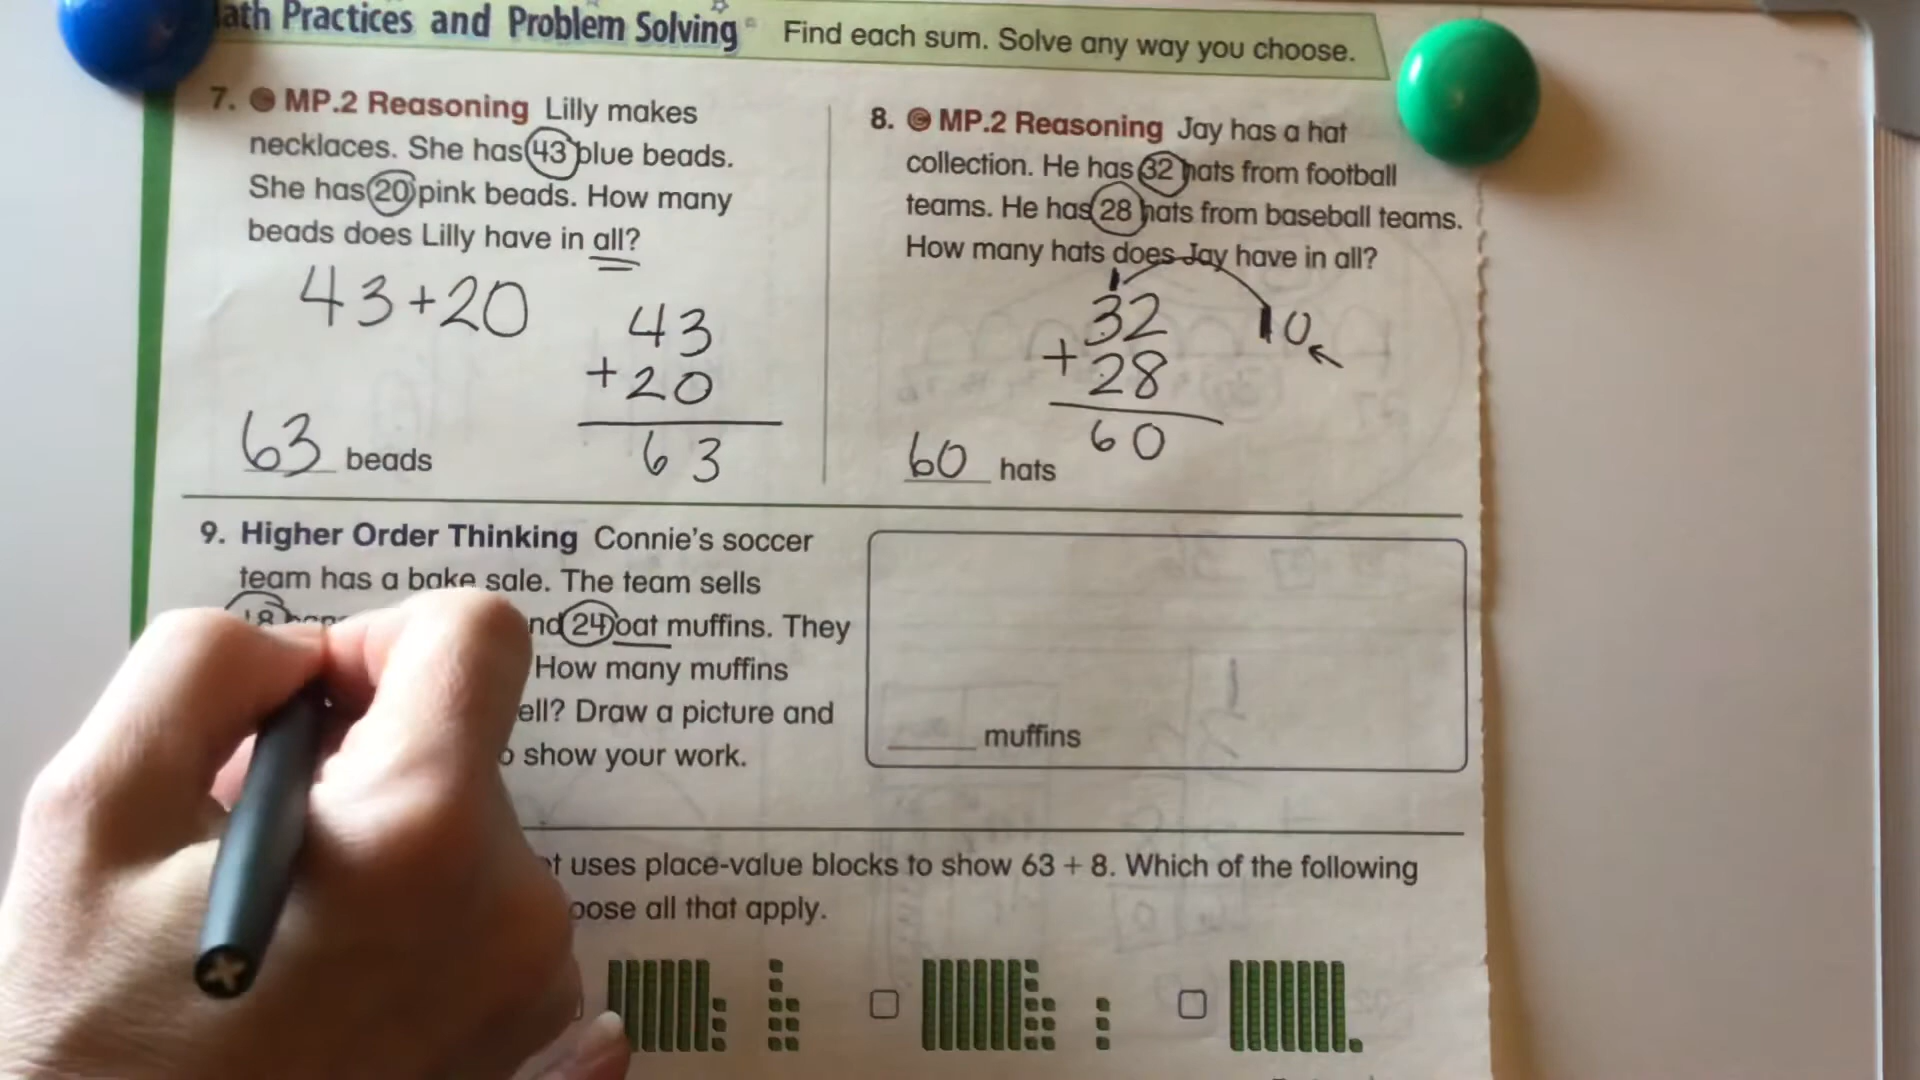 ath Practices and Problem Solving Find each sum. Solve any way you choose.
7. MP.2 Reasoning Lilly makes
necklaces. She has 43 blue beads.
She has 20 pink beads. How many
beads does Lilly have in all?
43+20
43
+20
63
63 beads
8. MP.2 Reasoning Jay has a hat
collection. He has 32 hats from football
teams. He has 28 hats from baseball teams.
How many hats does Jay have in all?
1
32
10
+28
60
60 hats
9. Higher Order Thinking Connie's soccer
team has a bake sale. The team sells
18 nd 24 oat muffins. They
How many muffins
ell? Draw a picture and
show your work.
muffins
uses place-value blocks to show 63 + 8. Which of the following
oose all that apply.